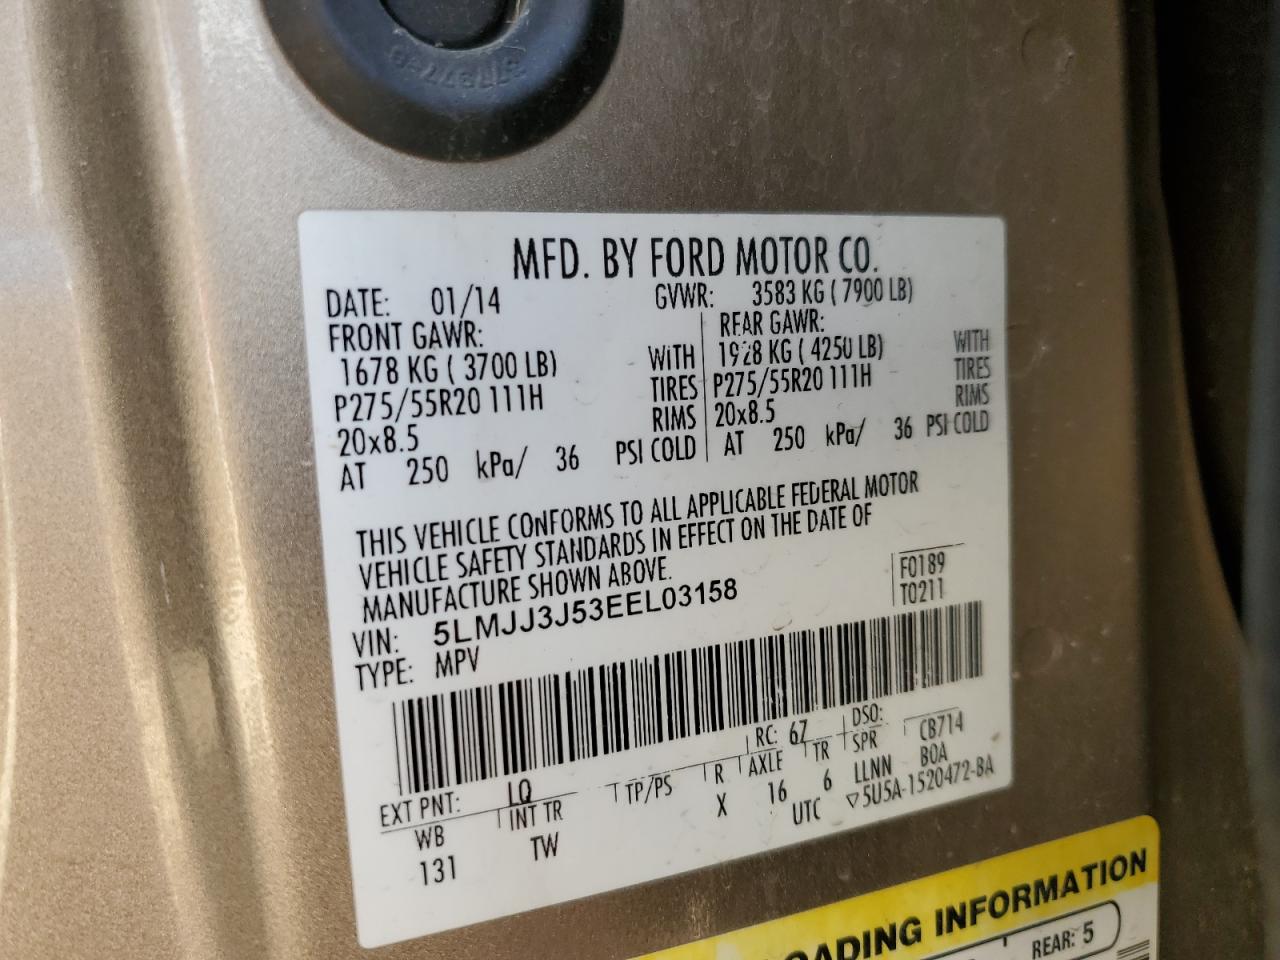 MFD. BY FORD MOTOR CO.
DATE: 01/14 GVWR: 3583 KG ( 7900 LB)
FRONT GAWR: REAR GAWR:
1678 KG ( 3700 LB) WITH 1928 KG ( 4250 LB) WITH
P275/55R20 111H TIRES P275/55R20 111H TIRES
20x8.5 RIMS 20x8.5 RIMS
AT 250 kPa/ 36 PSI COLD AT 250 kPa/ 36 PSI COLD
THIS VEHICLE CONFORMS TO ALL APPLICABLE FEDERAL MOTOR
VEHICLE SAFETY STANDARDS IN EFFECT ON THE DATE OF
MANUFACTURE SHOWN ABOVE.
F0189
VIN: 5LMJJ3J53EEL03158 T0211
TYPE: MPV
EXT PNT: LQ RC: 67 DSO: CB714
WB INT TR TP/PS R AXLE TR SPR BOA
131 TW X 16 6 LLNN
UTC ▽5U5A-1520472-BA
OADING INFORMATION
REAR: 5